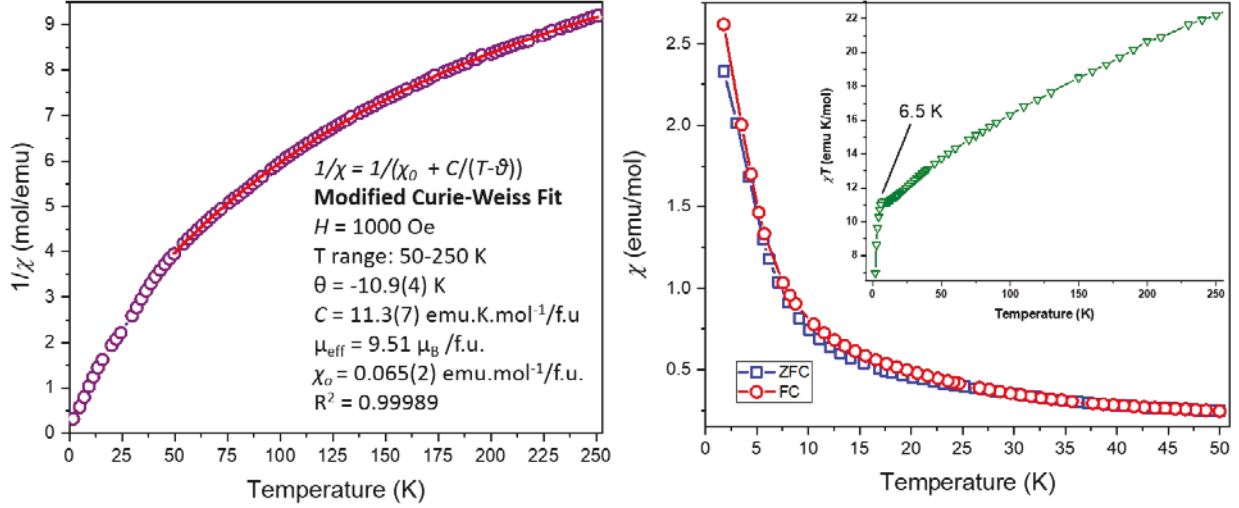 9
8
7
6
5
4
3
2
1
0
1/χ (mol/emu)
1/χ = 1/(χ₀ + C/(T-ϑ))
Modified Curie-Weiss Fit
H = 1000 Oe
T range: 50-250 K
θ = -10.9(4) K
C = 11.3(7) emu.K.mol⁻¹/f.u
μeff = 9.51 μB /f.u.
χo = 0.065(2) emu.mol⁻¹/f.u.
R² = 0.99989
0 25 50 75 100 125 150 175 200 225 250
Temperature (K)
2.5
2.0
1.5
1.0
0.5
χ (emu/mol)
ZFC
FC
0 5 10 15 20 25 30 35 40 45 50
Temperature (K)
22
20
18
16
14
12
10
8
χT (emu K/mol)
6.5 K
0 50 100 150 200 250
Temperature (K)